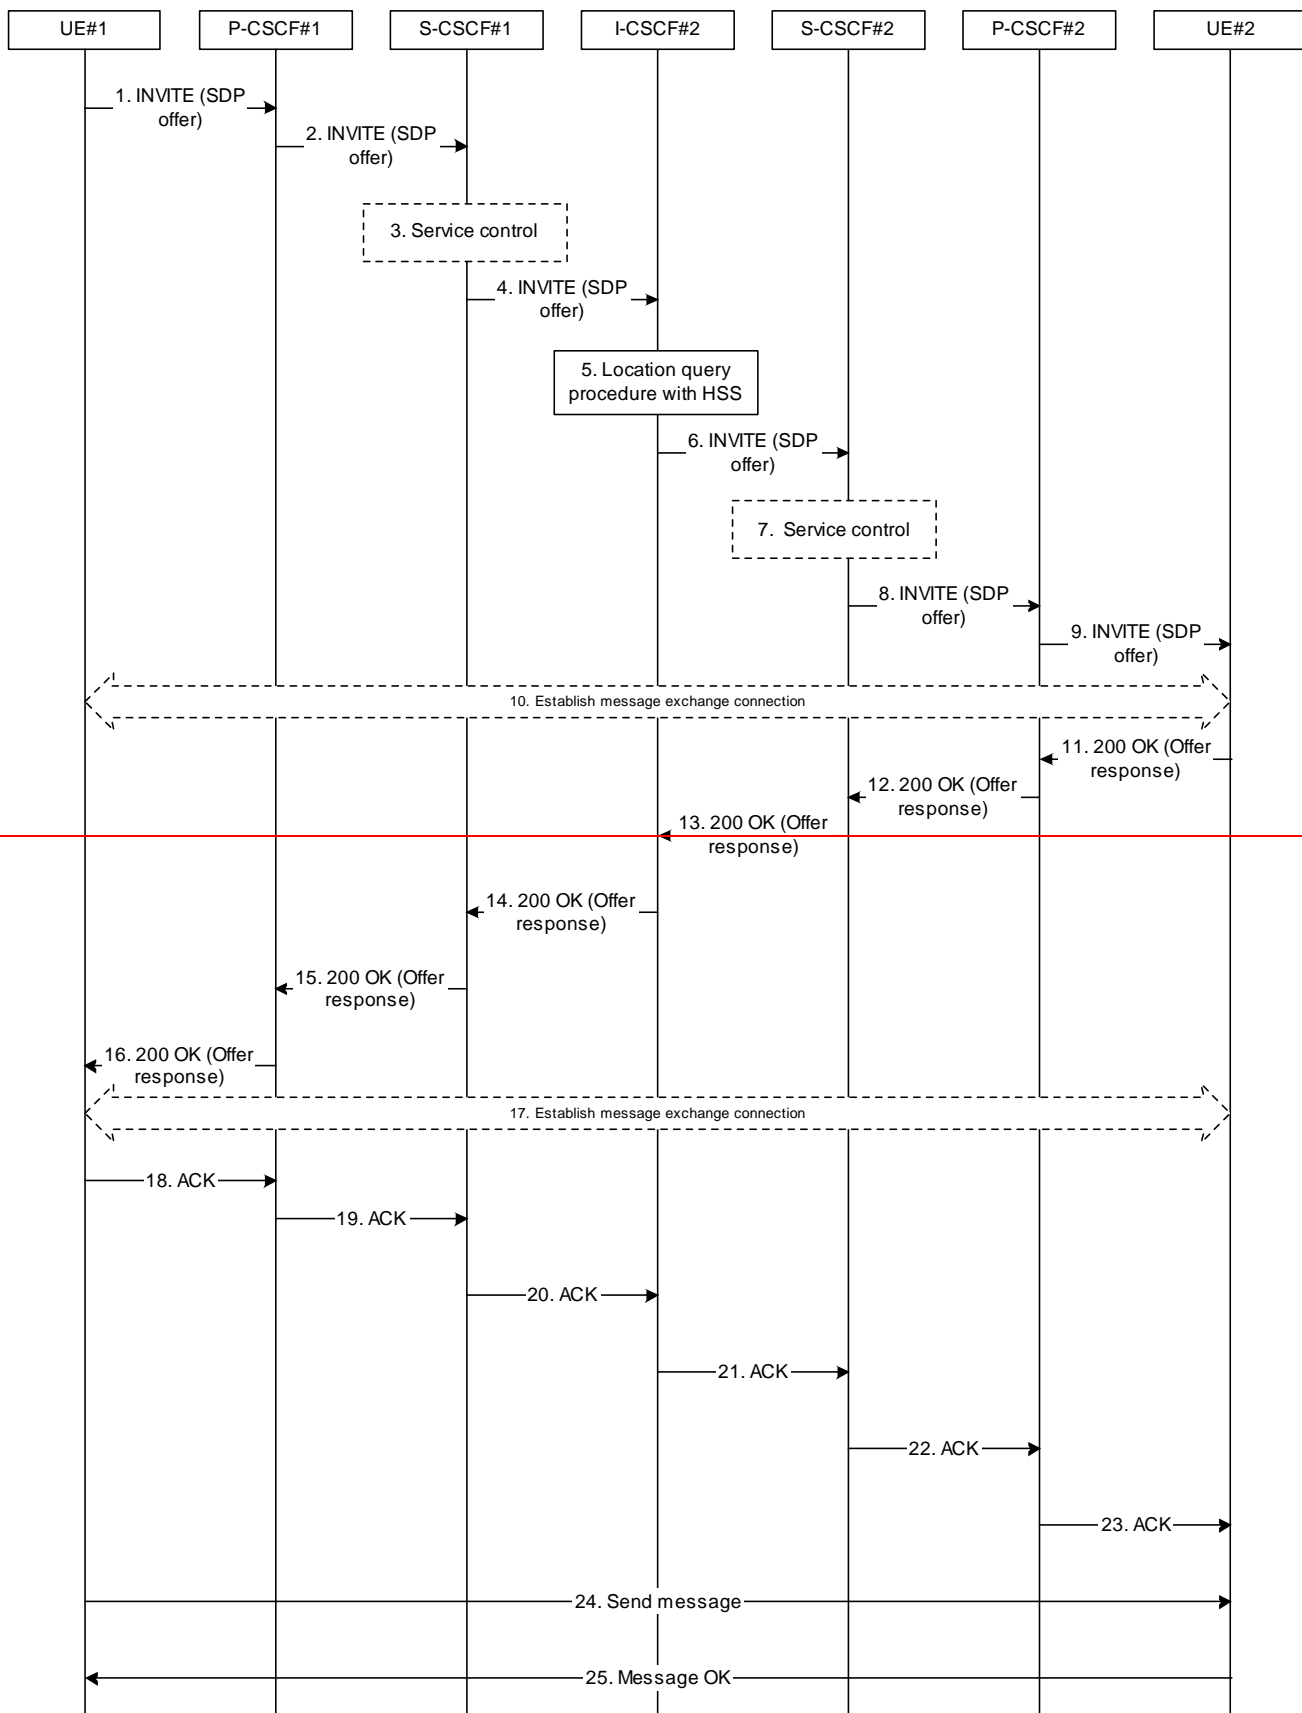 UE#1
P-CSCF#1
S-CSCF#1
I-CSCF#2
S-CSCF#2
P-CSCF#2
UE#2
1. INVITE (SDP
offer)
2. INVITE (SDP
offer)
3. Service control
4. INVITE (SDP
offer)
5. Location query
procedure with HSS
6. INVITE (SDP
offer)
7. Service control
8. INVITE (SDP
offer)
9. INVITE (SDP
offer)
10. Establish message exchange connection
11. 200 OK (Offer
response)
12. 200 OK (Offer
response)
13. 200 OK (Offer
response)
14. 200 OK (Offer
response)
15. 200 OK (Offer
response)
16. 200 OK (Offer
response)
17. Establish message exchange connection
18. ACK
19. ACK
20. ACK
21. ACK
22. ACK
23. ACK
24. Send message
25. Message OK